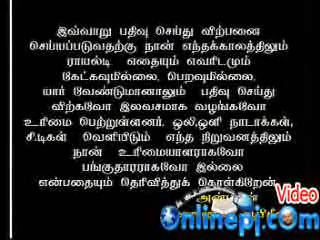 இவ்வாறு பதிவு செய்து விற்பனை
செய்யப்படுவதற்கு நான் எந்தக்காலத்திலும்
ராயல்டி எதையும் எவரிடமும்
கேட்கவுமில்லை, பெறவுமில்லை,
யார் வேண்டுமானாலும் பதிவு செய்து
விற்கவோ இலவசமாக வழங்கவோ
உரிமை பெற்றுள்ளனர். ஒலி,ஒளி நாடாக்கள்,
சீ.டிகள் வெளியிடும் எந்த நிறுவனத்திலும்
நான் உரிமையாளராகவோ
பங்குதாரராகவோ இல்லை
என்பதையும் தெரிவித்துக் கொள்கிறேன்.
Video
Onlinepj.com